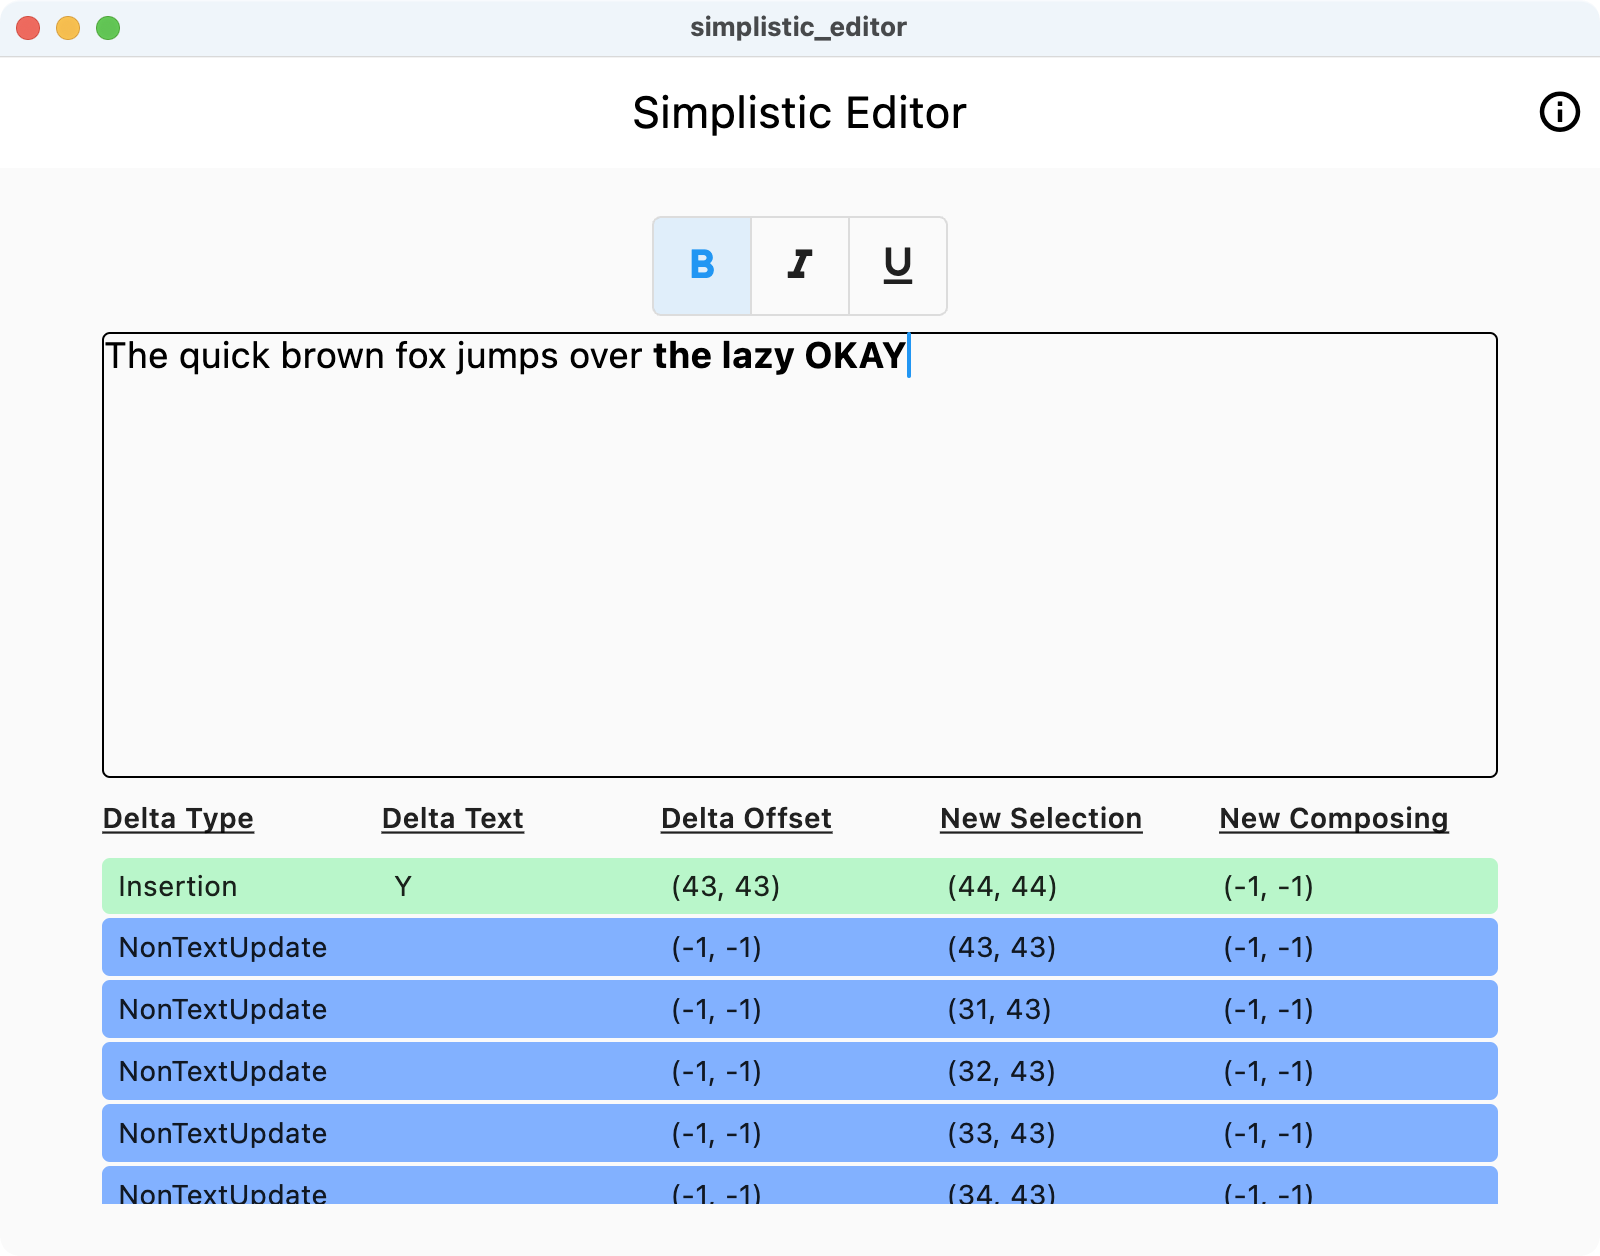 simplistic_editor
Simplistic Editor
B I U
The quick brown fox jumps over the lazy OKAY
Delta Type Delta Text Delta Offset New Selection New Composing
Insertion Y (43, 43) (44, 44) (-1, -1)
NonTextUpdate (-1, -1) (43, 43) (-1, -1)
NonTextUpdate (-1, -1) (31, 43) (-1, -1)
NonTextUpdate (-1, -1) (32, 43) (-1, -1)
NonTextUpdate (-1, -1) (33, 43) (-1, -1)
NonTextUpdate (-1, -1) (34, 43) (-1, -1)